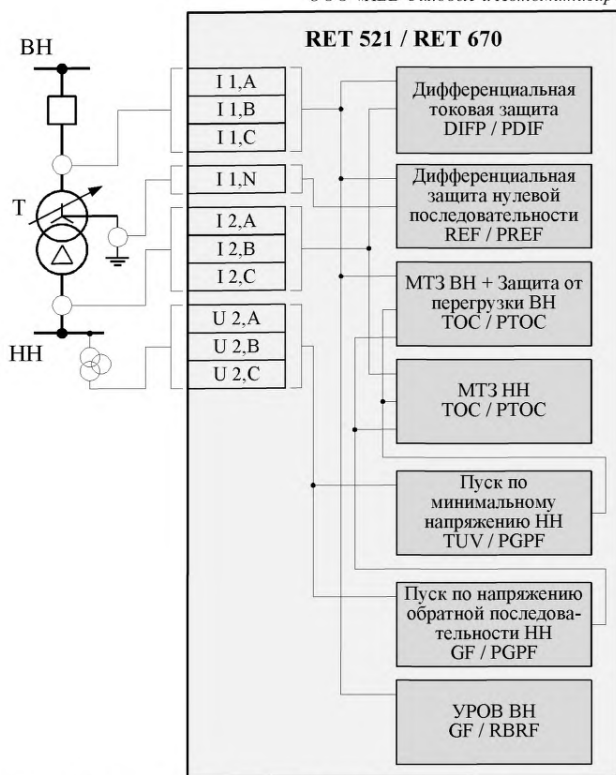 RET 521 / RET 670
ВН
Т
НН
I 1,A
I 1,B
I 1,C
I 1,N
I 2,A
I 2,B
I 2,C
U 2,A
U 2,B
U 2,C
Дифференциальная
токовая защита
DIFP / PDIF
Дифференциальная
защита нулевой
последовательности
REF / PREF
МТЗ ВН + Защита от
перегрузки ВН
TOC / PTOC
МТЗ НН
TOC / PTOC
Пуск по
минимальному
напряжению НН
TUV / PGPF
Пуск по напряжению
обратной последова-
тельности НН
GF / PGPF
УРОВ ВН
GF / RBRF